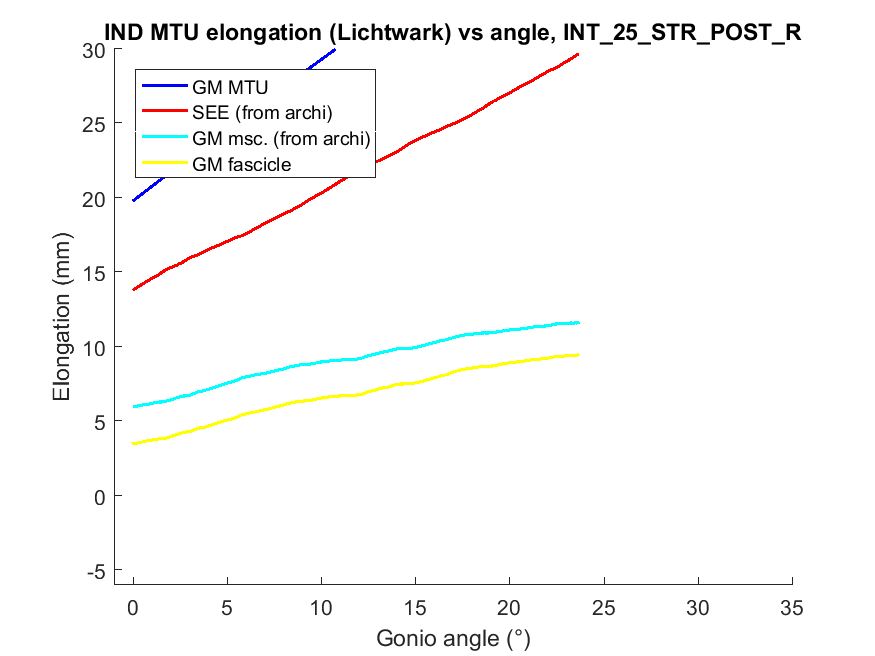 IND MTU elongation (Lichtwark) vs angle, INT_25_STR_POST_R
30
25
20
15
10
5
0
-5
Elongation (mm)
GM MTU
SEE (from archi)
GM msc. (from archi)
GM fascicle
0 5 10 15 20 25 30 35
Gonio angle (°)